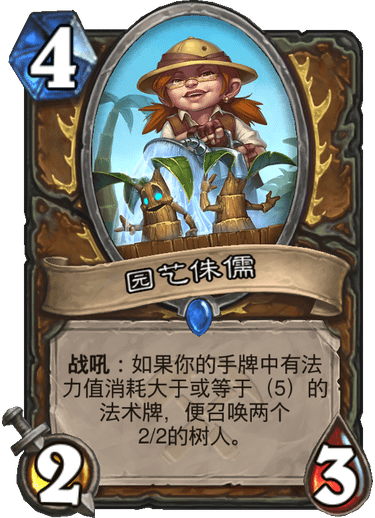 4
园艺侏儒
战吼：如果你的手牌中有法
力值消耗大于或等于（5）的
法术牌，便召唤两个
2/2的树人。
2
3